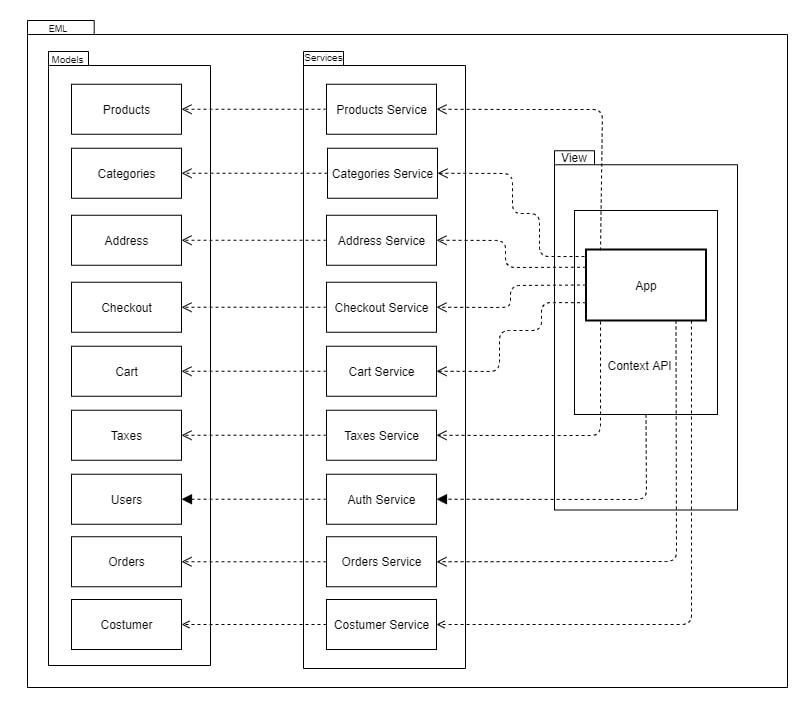 EML
Models
Services
Products
Products Service
View
Categories
Categories Service
Address
Address Service
App
Checkout
Checkout Service
Context API
Cart
Cart Service
Taxes
Taxes Service
Users
Auth Service
Orders
Orders Service
Costumer
Costumer Service